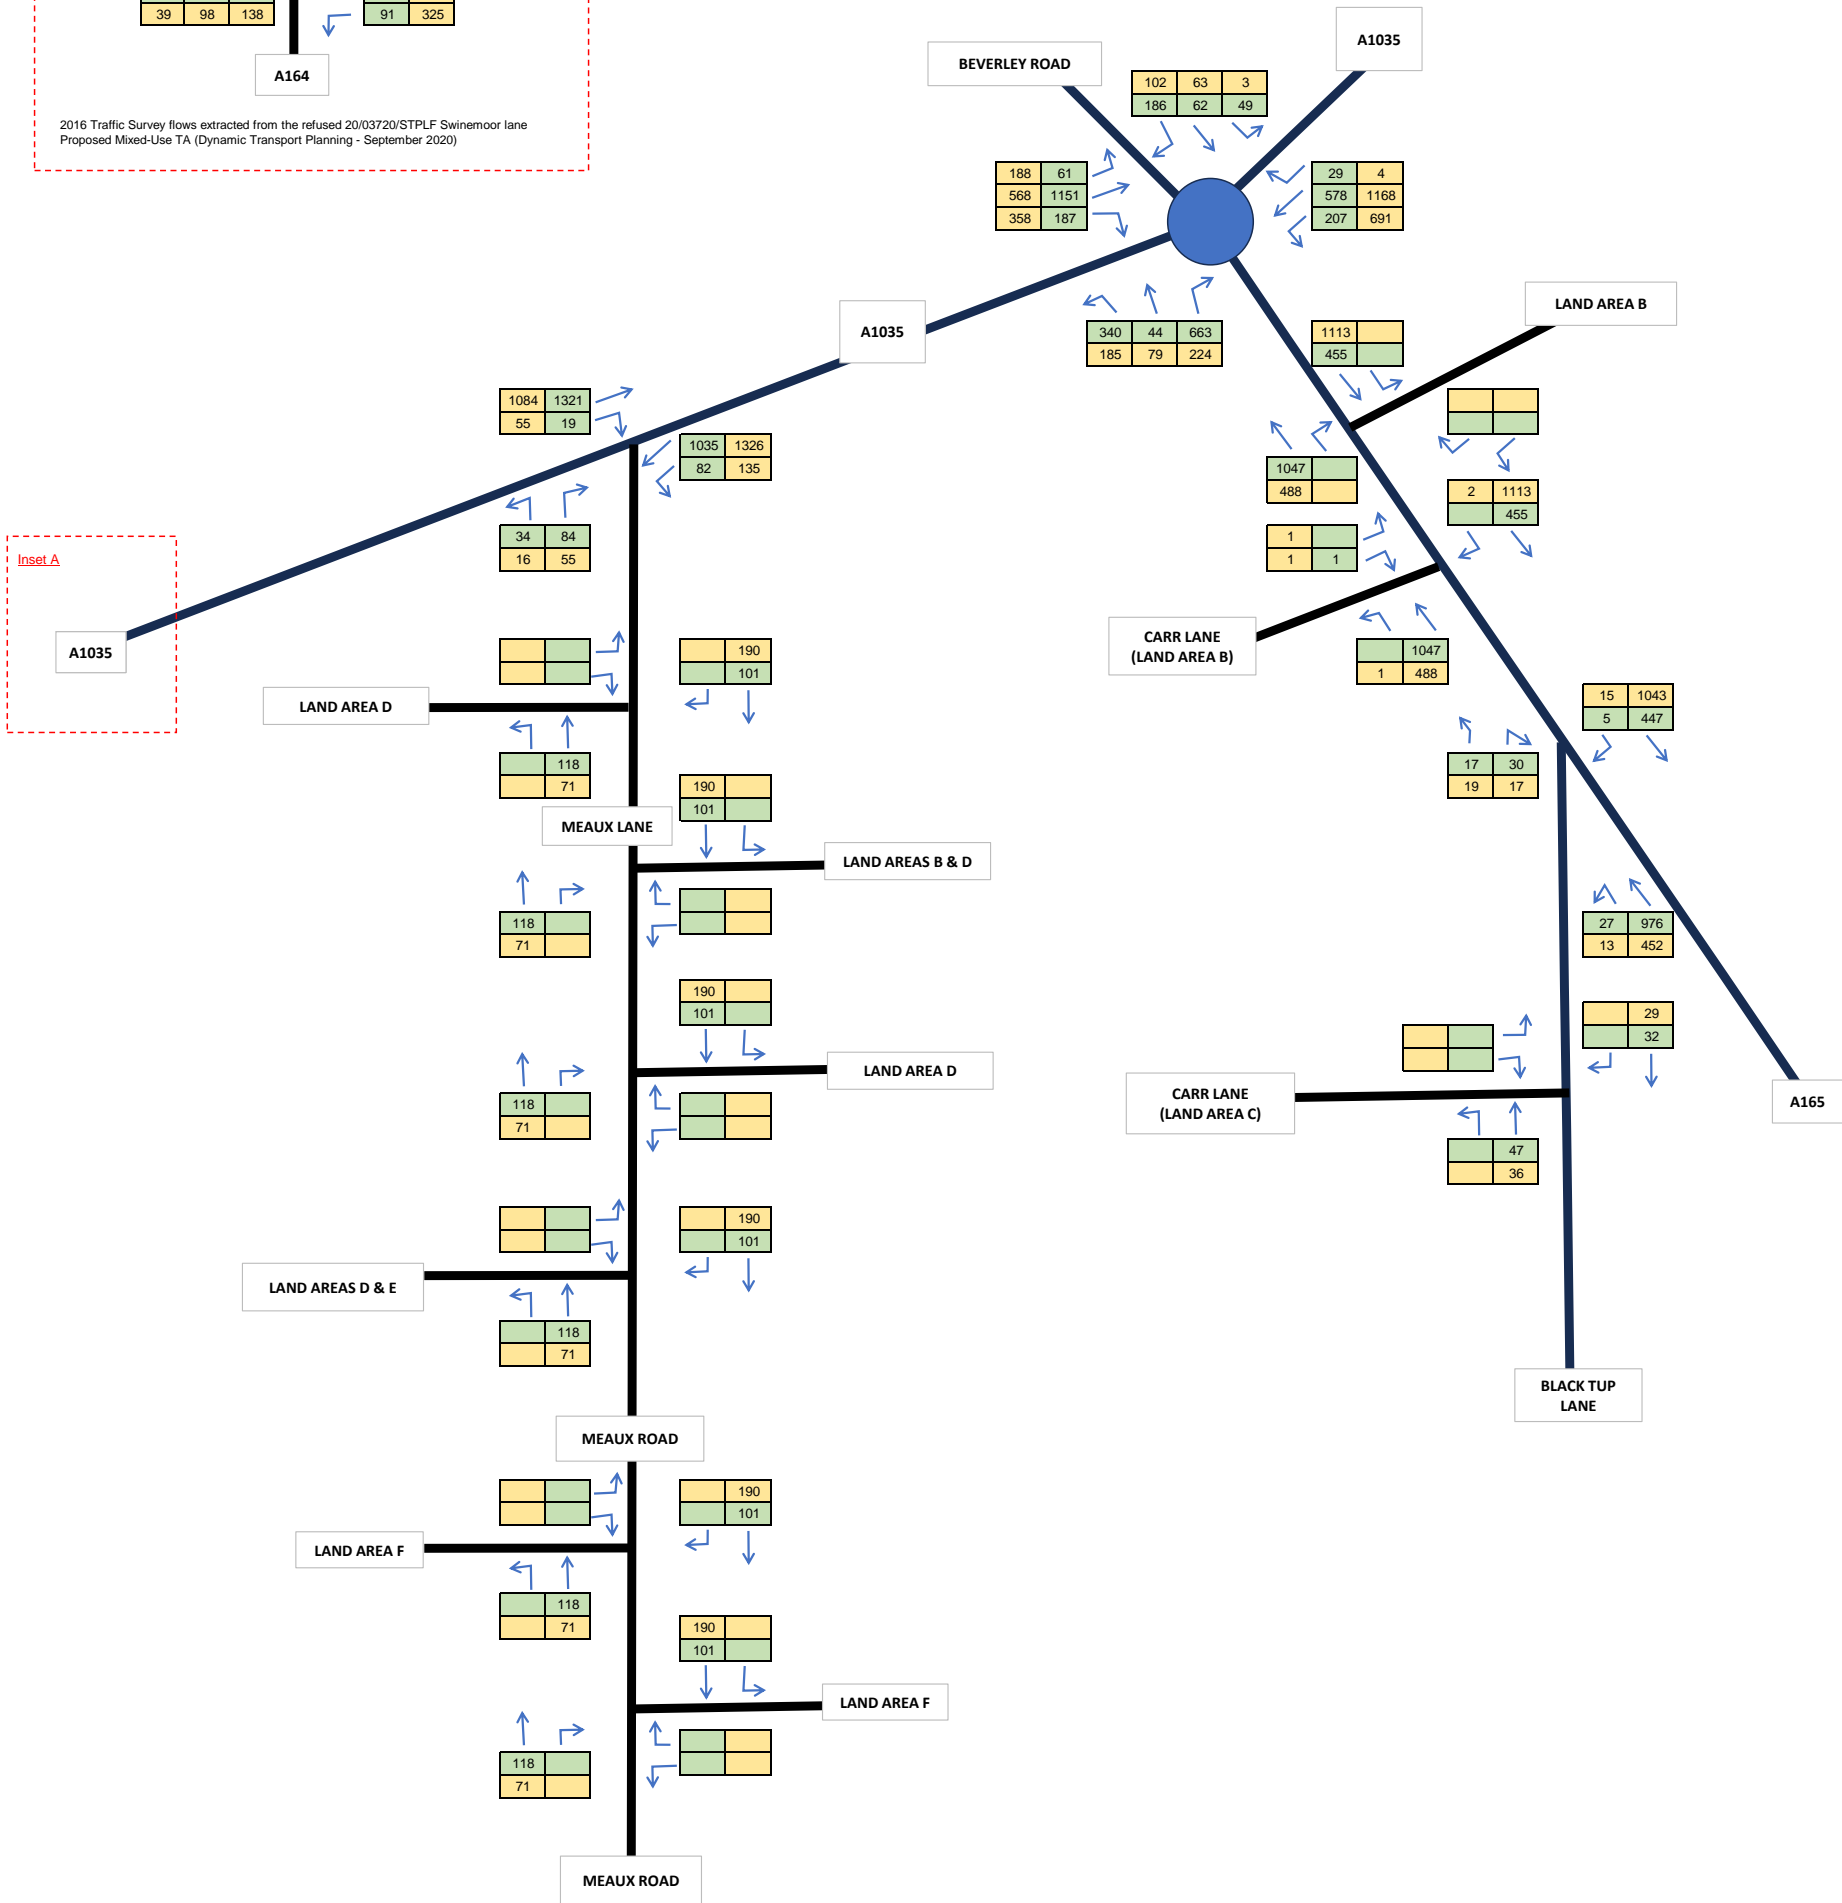 39 98 138
91 325
A164
2016 Traffic Survey flows extracted from the refused 20/03720/STPLF Swinemoor lane
Proposed Mixed-Use TA (Dynamic Transport Planning - September 2020)
BEVERLEY ROAD
A1035
102 63 3
186 62 49
188 61
568 1151
358 187
29 4
578 1168
207 691
340 44 663
185 79 224
A1035
LAND AREA B
1113
455
1084 1321
55 19
1035 1326
82 135
1047
488
2 1113
455
34 84
16 55
1
1 1
Inset A
A1035
CARR LANE
(LAND AREA B)
1047
1 488
190
101
LAND AREA D
118
71
15 1043
5 447
17 30
19 17
190
101
MEAUX LANE
LAND AREAS B & D
118
71
27 976
13 452
190
101
29
32
LAND AREA D
118
71
CARR LANE
(LAND AREA C)
A165
47
36
190
101
LAND AREAS D & E
118
71
BLACK TUP
LANE
MEAUX ROAD
190
101
LAND AREA F
118
71
190
101
LAND AREA F
118
71
MEAUX ROAD